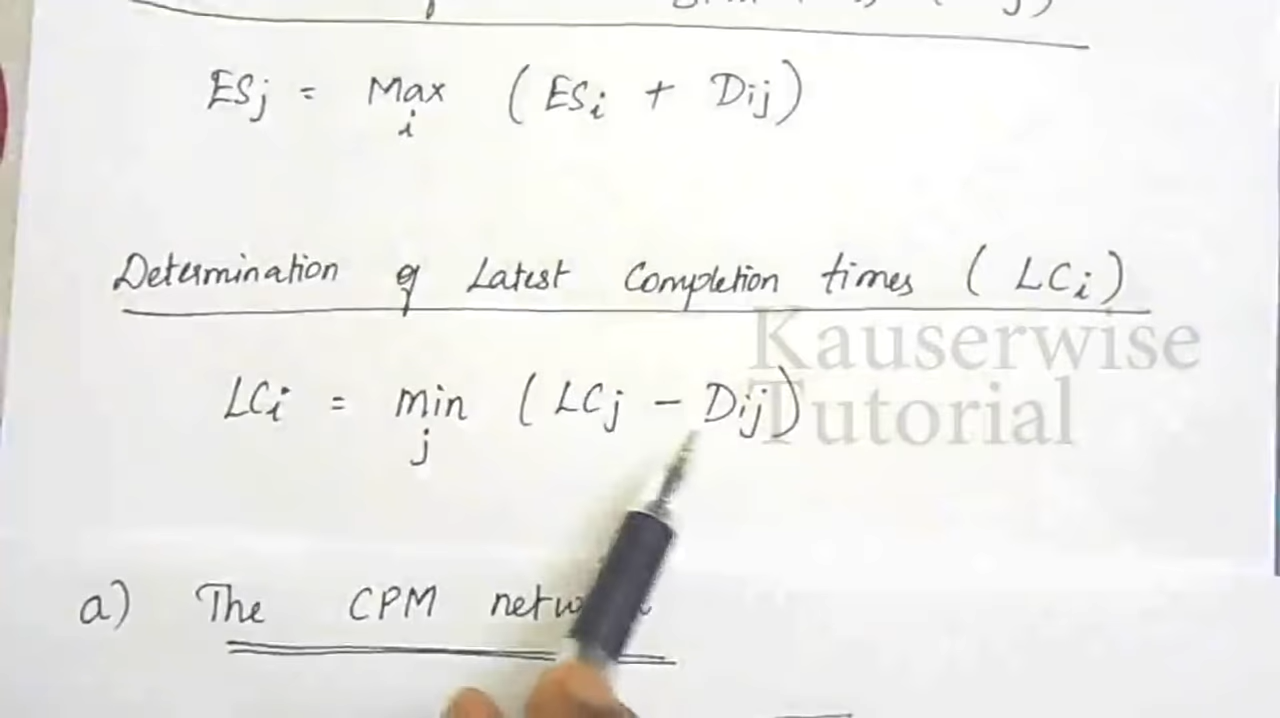 ESj = Max (ESi + Dij)
i
Determination of Latest Completion times (LCi)
Kauserwise
Tutorial
LCi = min (LCj - Dij)
j
a) The CPM